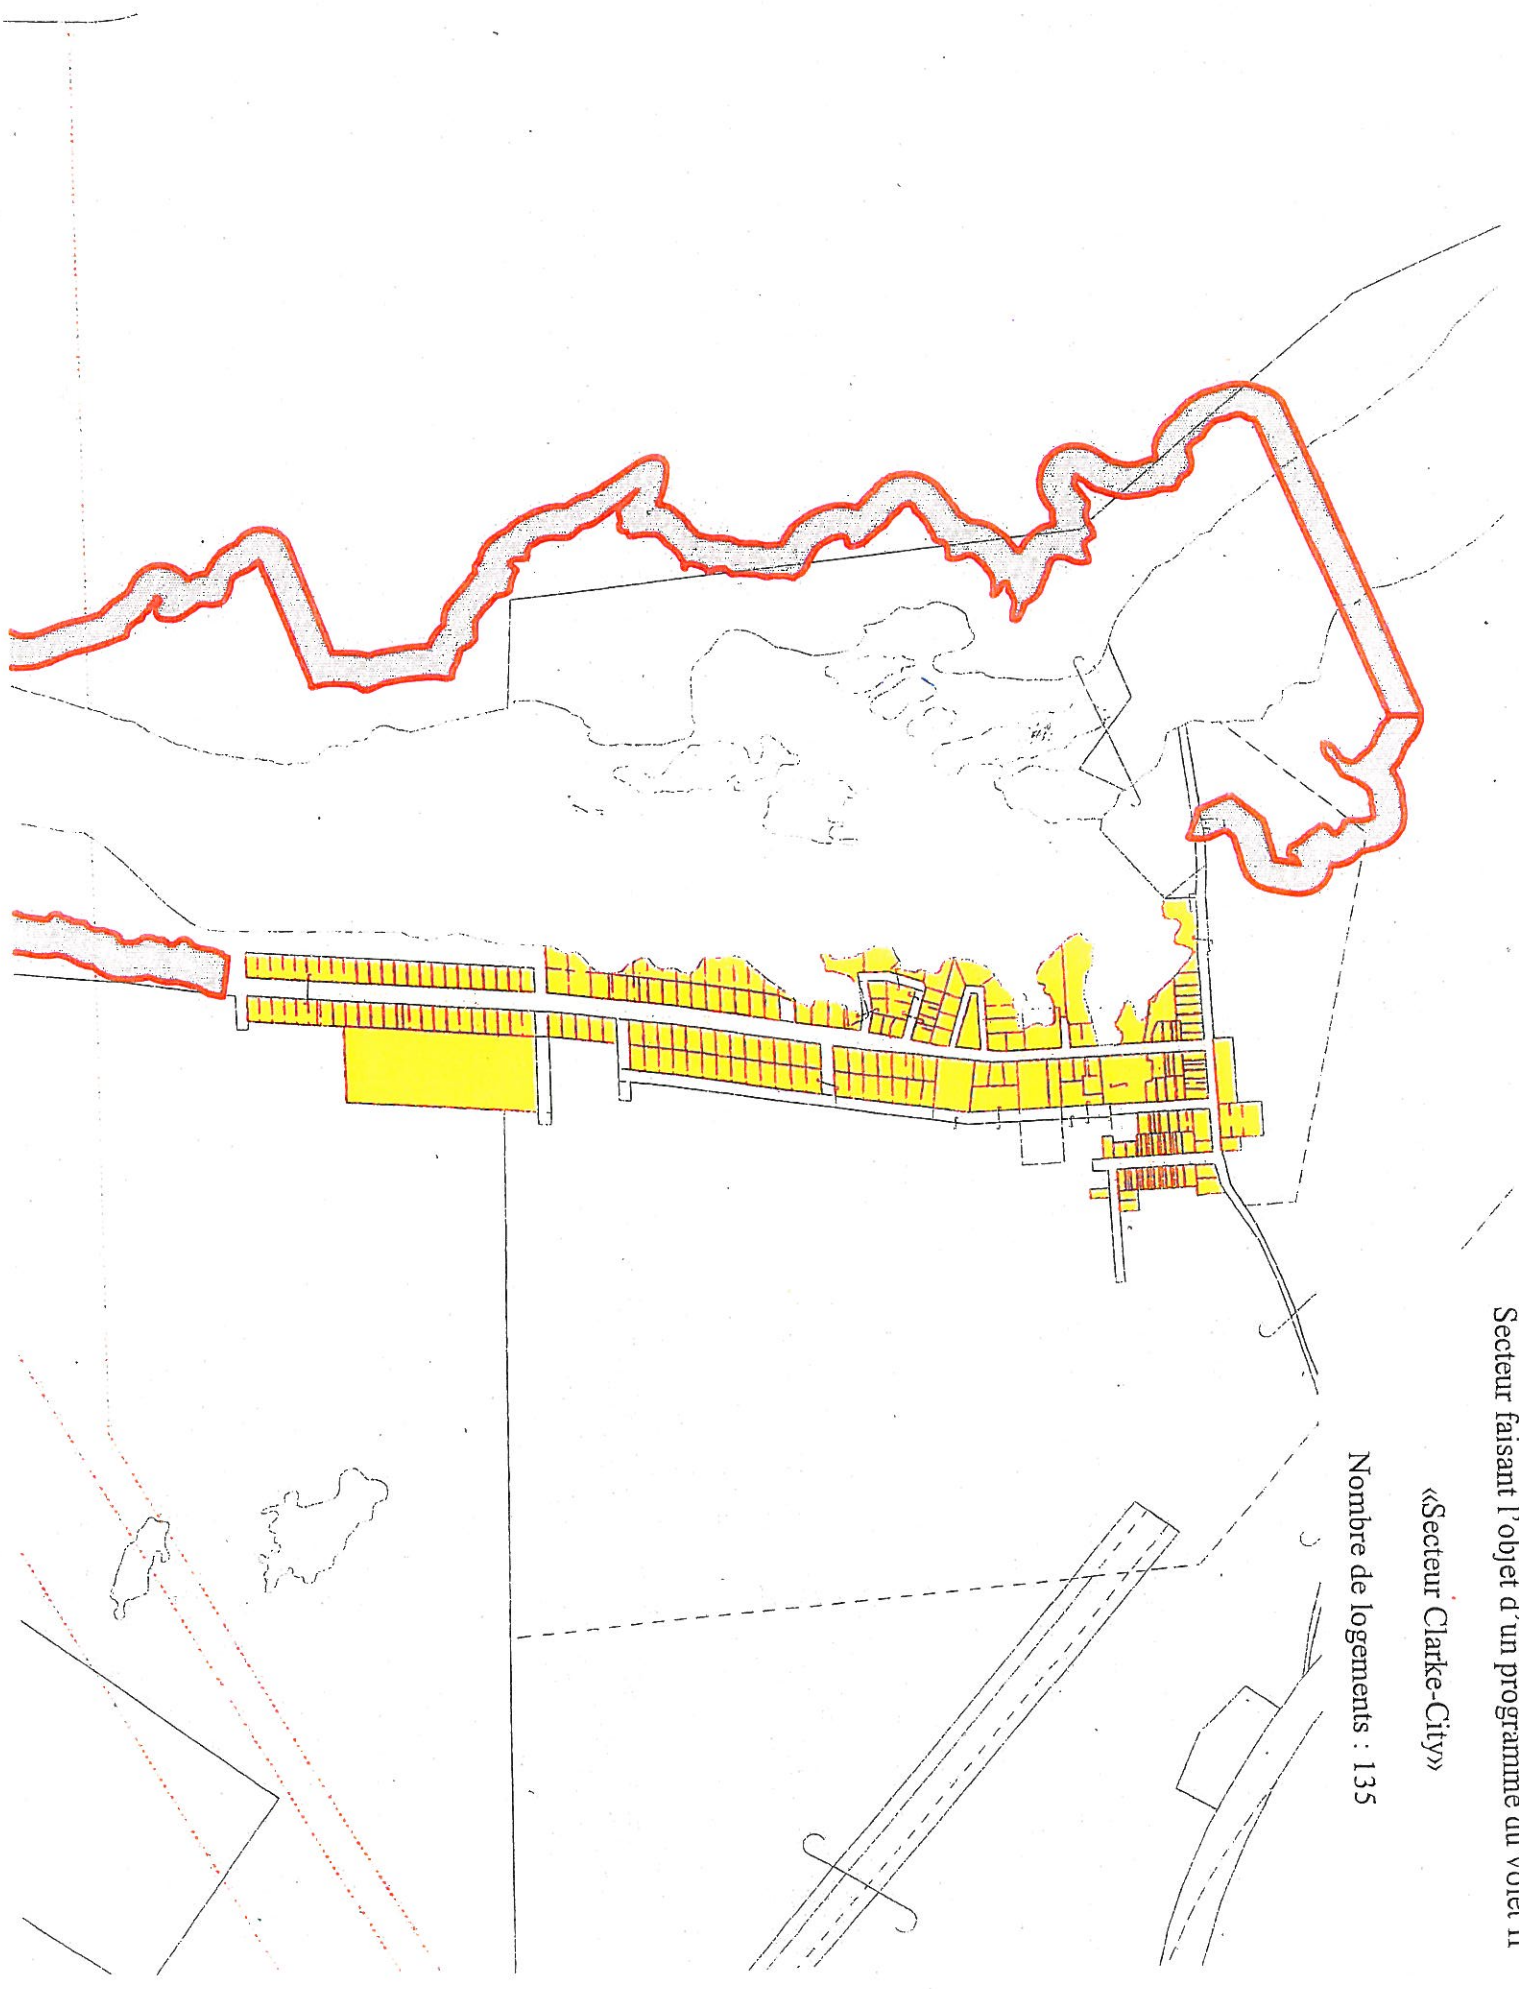 Secteur faisant l'objet d'un programme du volet II
«Secteur Clarke-City»
Nombre de logements : 135